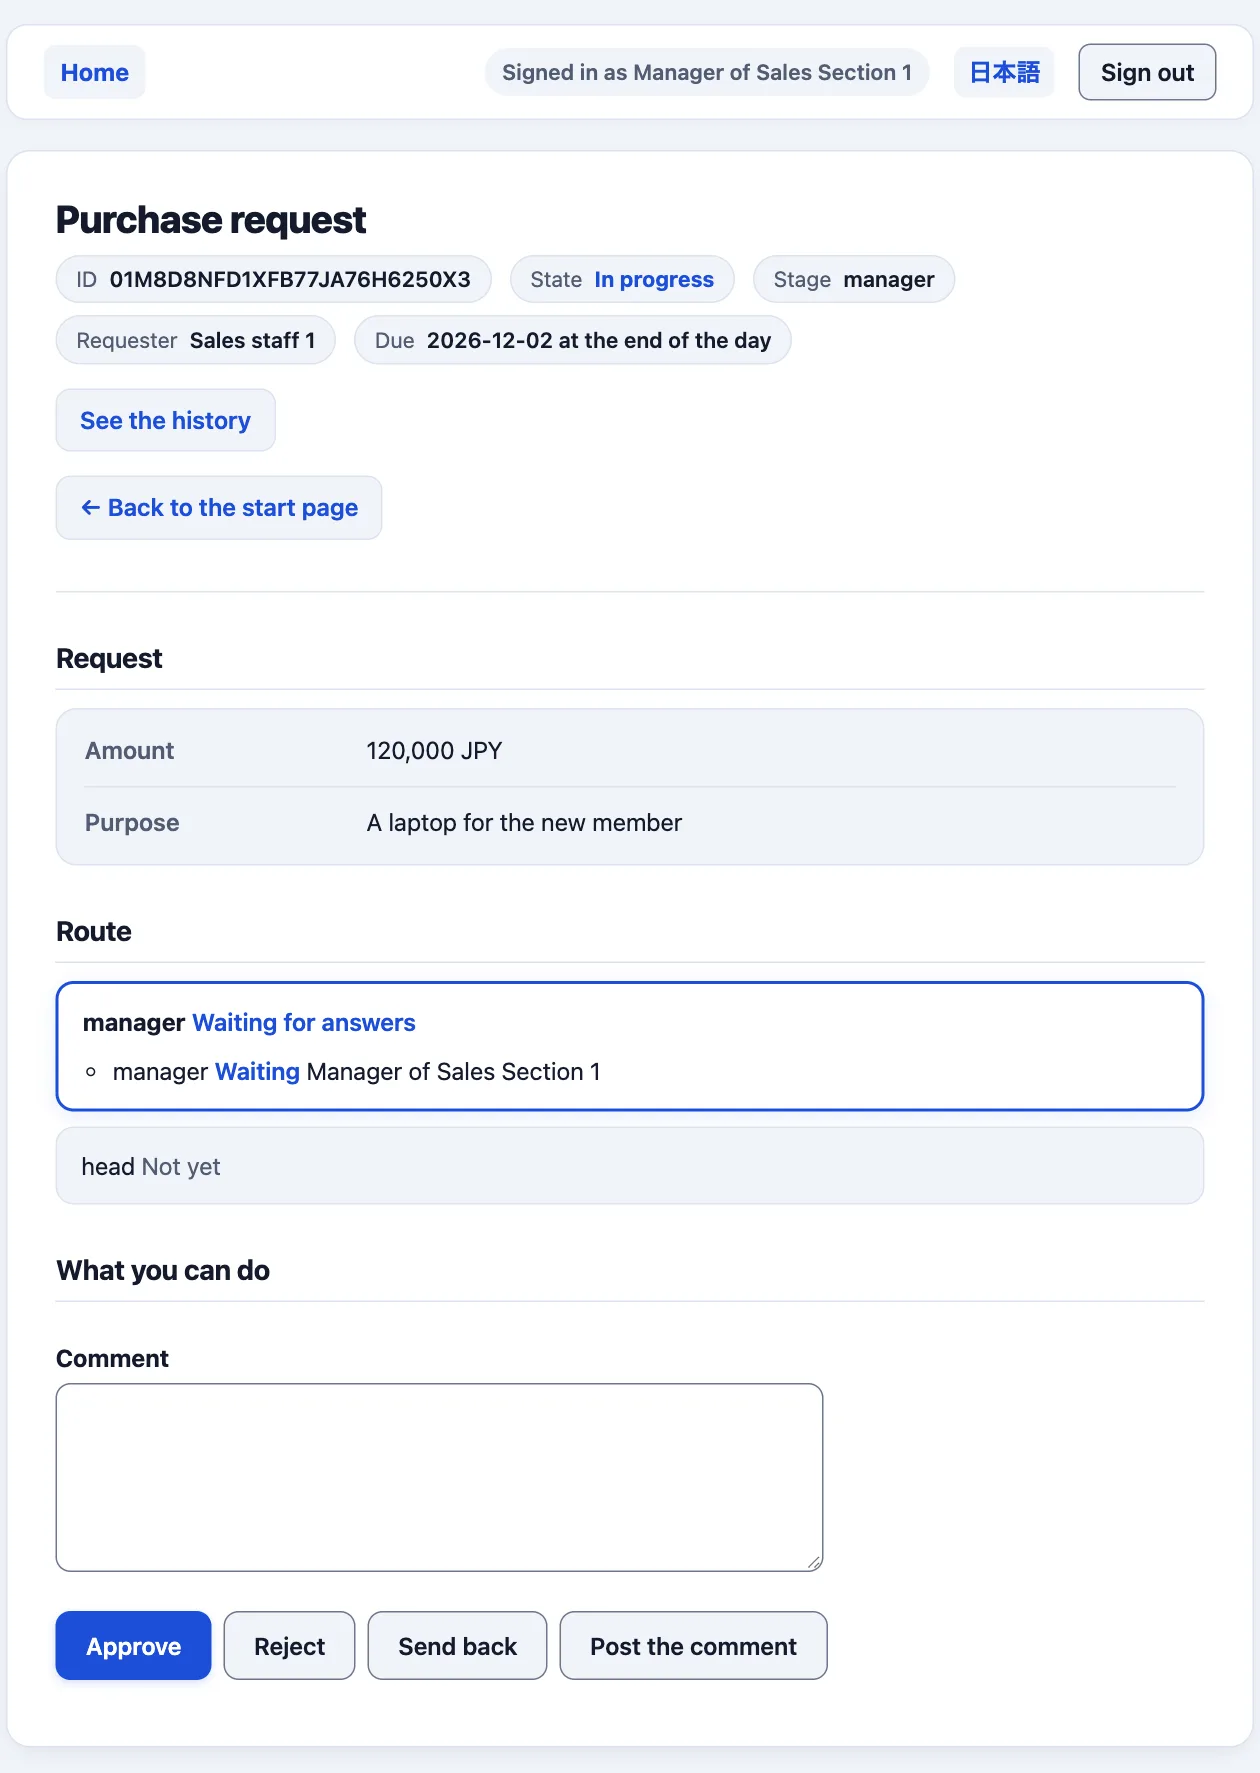 Home
Signed in as Manager of Sales Section 1
日本語
Sign out
Purchase request
ID 01M8D8NFD1XFB77JA76H6250X3
State In progress
Stage manager
Requester Sales staff 1
Due 2026-12-02 at the end of the day
See the history
← Back to the start page
Request
Amount 120,000 JPY
Purpose A laptop for the new member
Route
manager Waiting for answers
manager Waiting Manager of Sales Section 1
head Not yet
What you can do
Comment
Approve
Reject
Send back
Post the comment